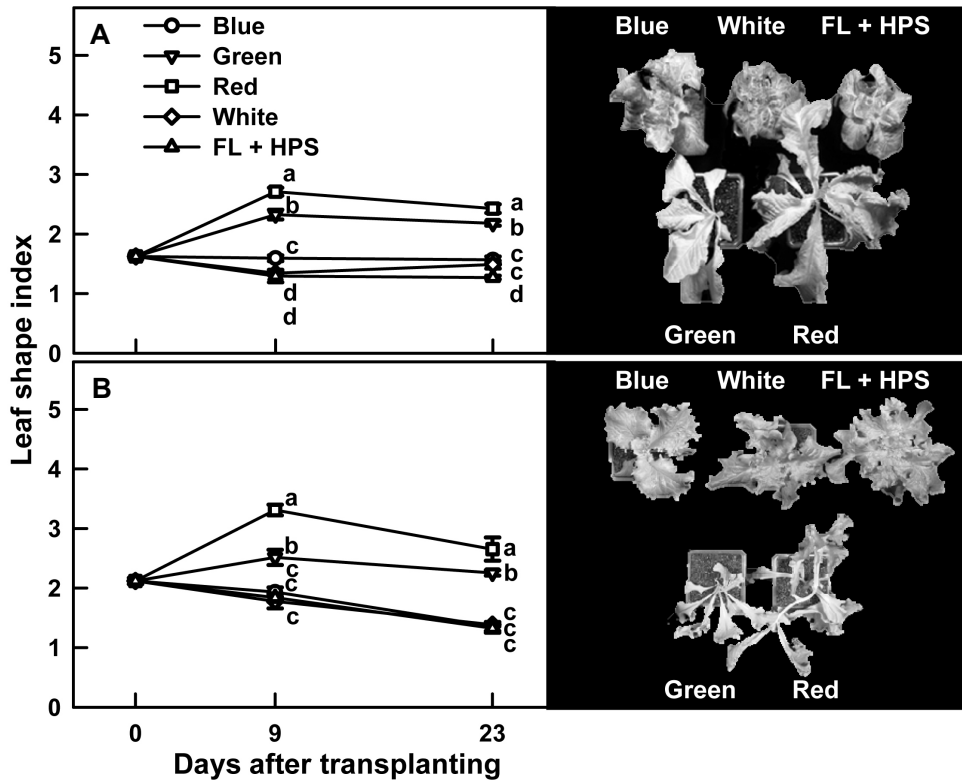 A
Blue
Green
Red
White
FL + HPS
5
4
3
2
1
0
a
b
c
d
d
a
b
c
c
d
Blue White FL + HPS
Green Red
B
5
4
3
2
1
0
a
b
c
c
c
a
b
c
c
c
Blue White FL + HPS
Green Red
0 9 23
Days after transplanting
Leaf shape index